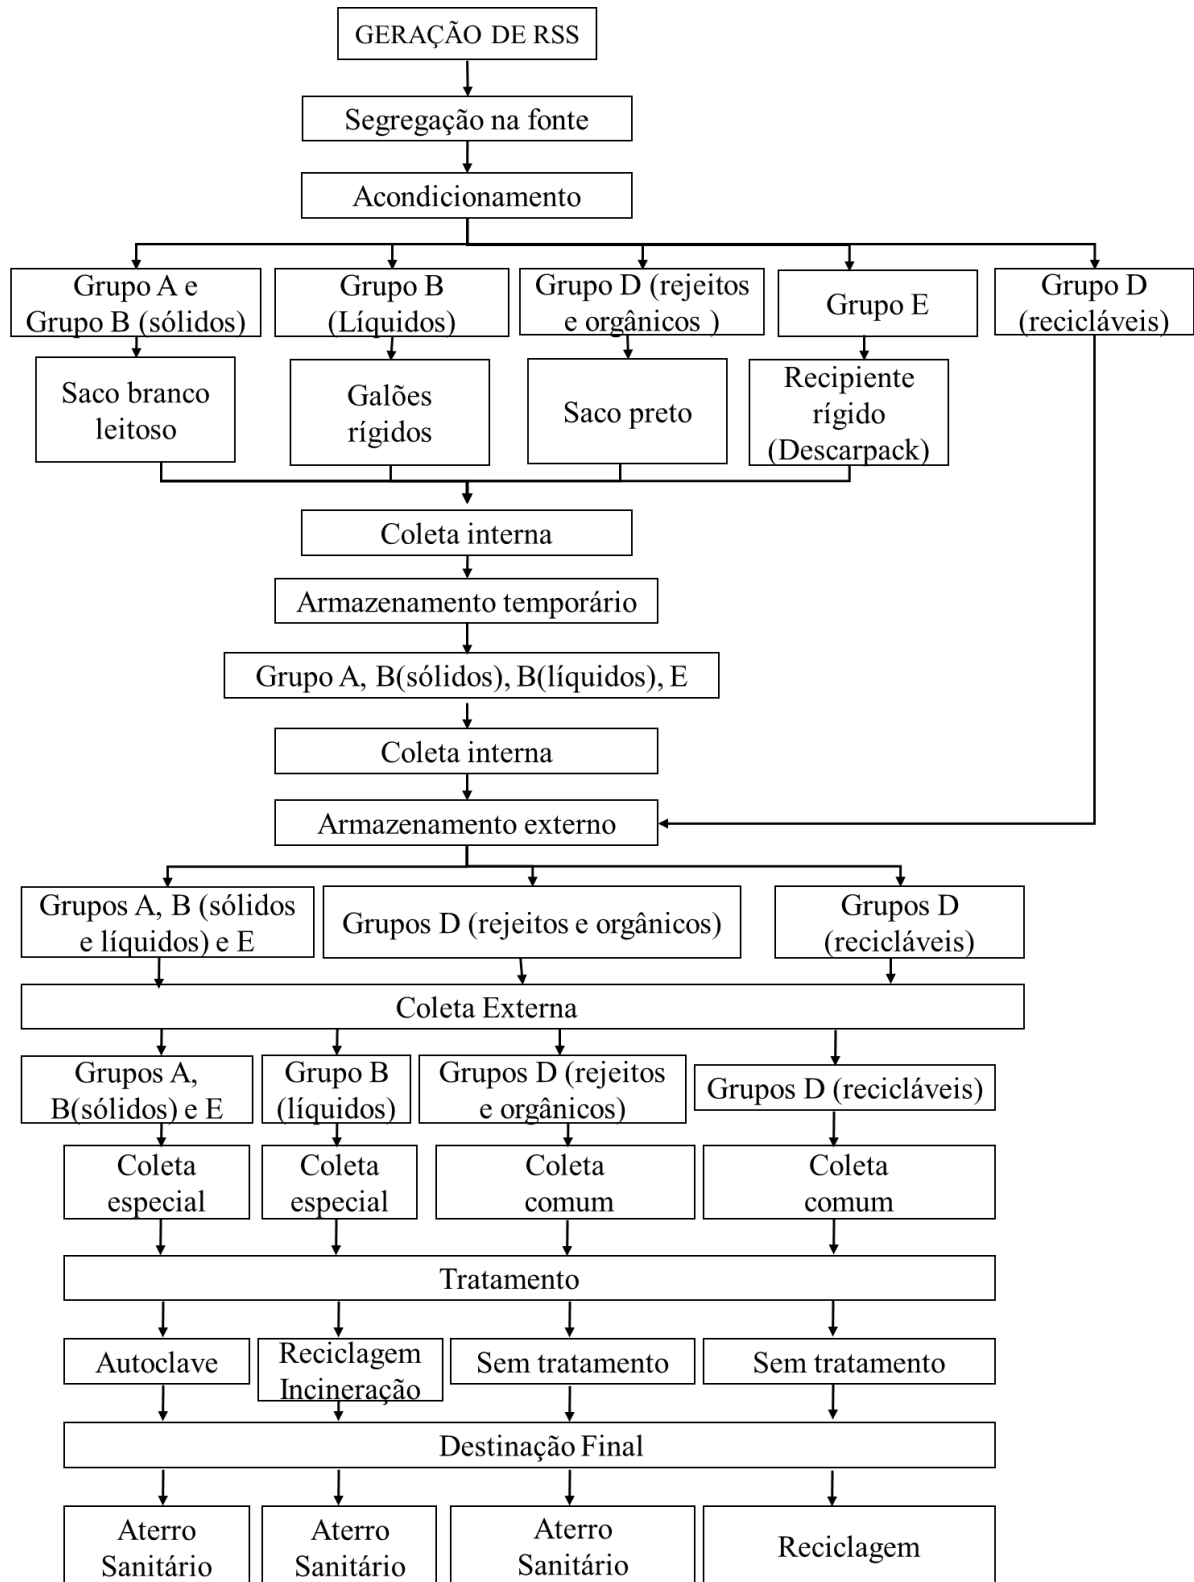 GERAÇÃO DE RSS
Segregação na fonte
Acondicionamento
Grupo A e
Grupo B (sólidos)
Grupo B
(Líquidos)
Grupo D (rejeitos
e orgânicos )
Grupo E
Grupo D
(recicláveis)
Saco branco
leitoso
Galões
rígidos
Saco preto
Recipiente
rígido
(Descarpack)
Coleta interna
Armazenamento temporário
Grupo A, B(sólidos), B(líquidos), E
Coleta interna
Armazenamento externo
Grupos A, B (sólidos
e líquidos) e E
Grupos D (rejeitos e orgânicos)
Grupos D
(recicláveis)
Coleta Externa
Grupos A,
B(sólidos) e E
Grupo B
(líquidos)
Grupos D (rejeitos
e orgânicos)
Grupos D (recicláveis)
Coleta
especial
Coleta
especial
Coleta
comum
Coleta
comum
Tratamento
Autoclave
Reciclagem
Incineração
Sem tratamento
Sem tratamento
Destinação Final
Aterro
Sanitário
Aterro
Sanitário
Aterro
Sanitário
Reciclagem